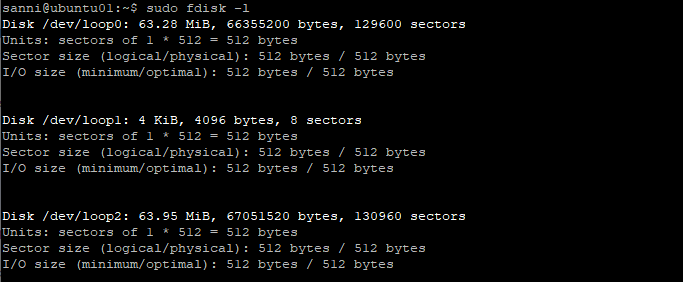 sanni@ubuntu01:~$ sudo fdisk -l
Disk /dev/loop0: 63.28 MiB, 66355200 bytes, 129600 sectors
Units: sectors of 1 * 512 = 512 bytes
Sector size (logical/physical): 512 bytes / 512 bytes
I/O size (minimum/optimal): 512 bytes / 512 bytes
Disk /dev/loop1: 4 KiB, 4096 bytes, 8 sectors
Units: sectors of 1 * 512 = 512 bytes
Sector size (logical/physical): 512 bytes / 512 bytes
I/O size (minimum/optimal): 512 bytes / 512 bytes
Disk /dev/loop2: 63.95 MiB, 67051520 bytes, 130960 sectors
Units: sectors of 1 * 512 = 512 bytes
Sector size (logical/physical): 512 bytes / 512 bytes
I/O size (minimum/optimal): 512 bytes / 512 bytes